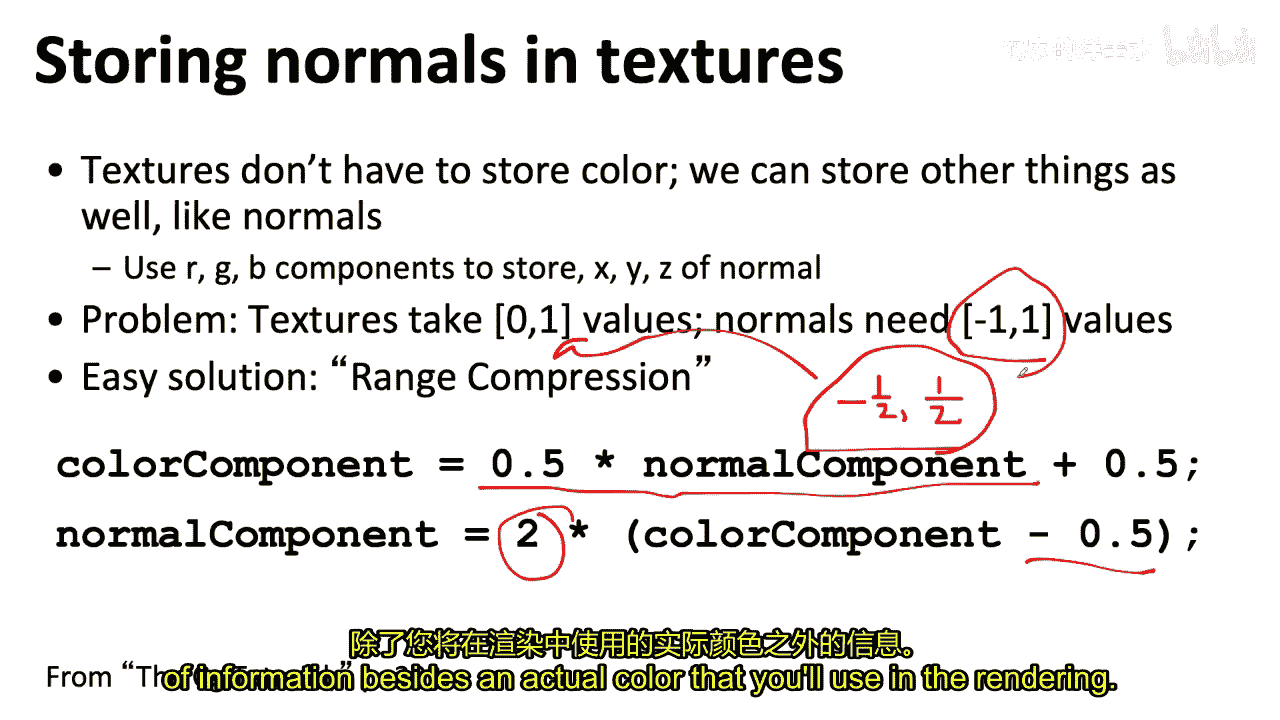 Storing normals in textures
• Textures don’t have to store color; we can store other things as
well, like normals
– Use r, g, b components to store, x, y, z of normal
• Problem: Textures take [0,1] values; normals need [-1,1] values
• Easy solution: “Range Compression”
-1/2, 1/2
colorComponent = 0.5 * normalComponent + 0.5;
normalComponent = 2 * (colorComponent - 0.5);
除了您将在渲染中使用的实际颜色之外的信息。
From “Th
of information besides an actual color that you'll use in the rendering.